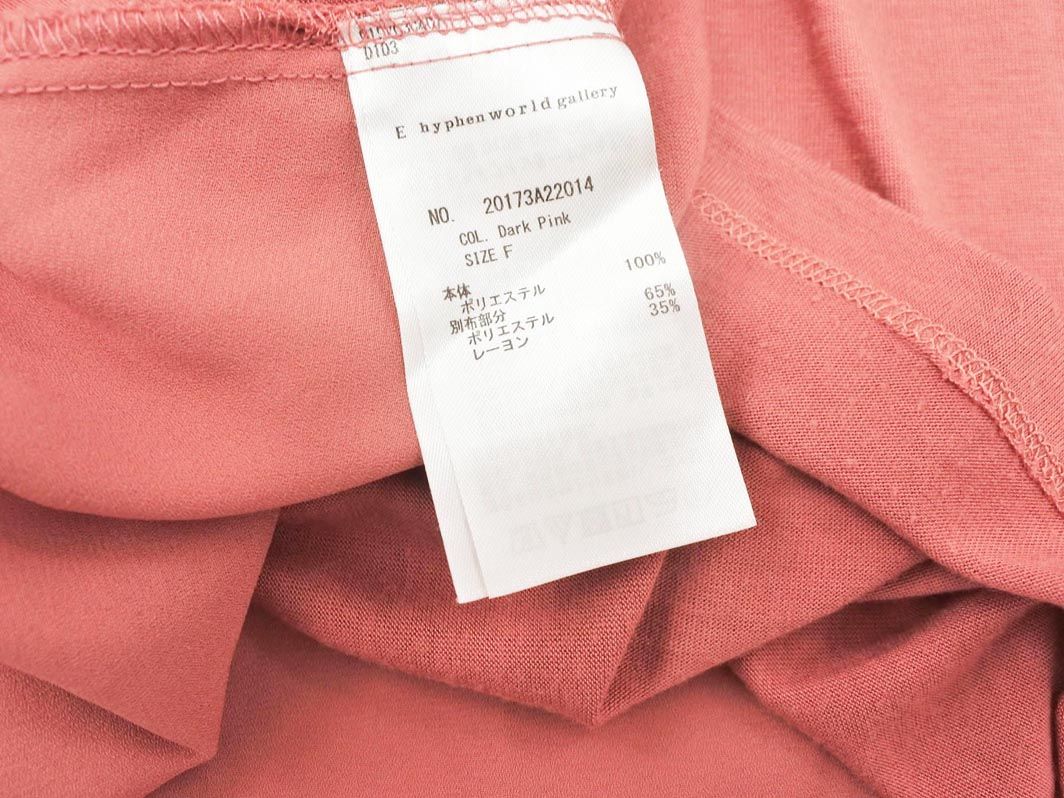 D103
E hyphen world gallery
NO. 20173A22014
COL. Dark Pink
SIZE F
本体
ポリエステル 100%
別布部分
ポリエステル 65%
レーヨン 35%